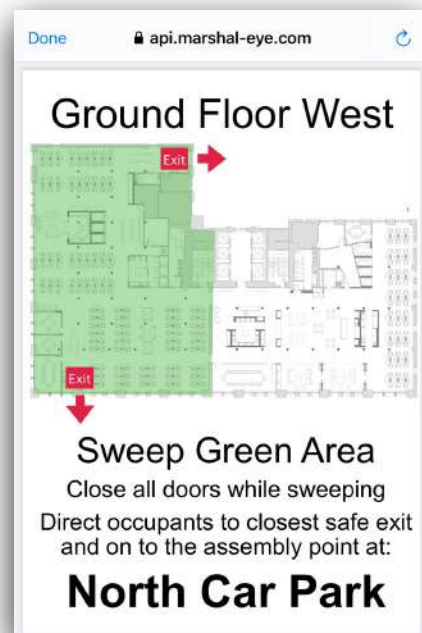 Done api.marshal-eye.com
Ground Floor West
Exit
Exit
Sweep Green Area
Close all doors while sweeping
Direct occupants to closest safe exit
and on to the assembly point at:
North Car Park